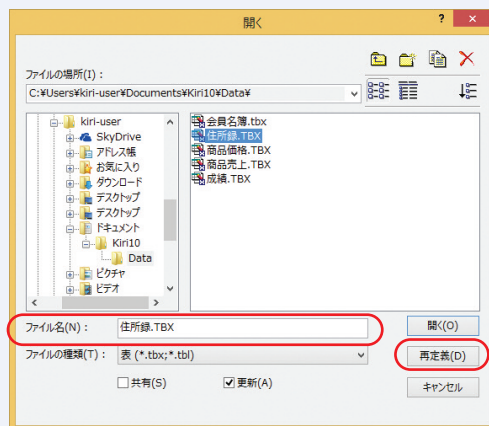 開く
? ×
ファイルの場所(I)：
C:¥Users¥kiri-user¥Documents¥Kiri10¥Data¥
kiri-user
SkyDrive
アドレス帳
お気に入り
ダウンロード
デスクトップ
デスクトップ
ドキュメント
Kiri10
Data
ピクチャ
ビデオ
会員名簿.tbx
住所録.TBX
商品価格.TBX
商品売上.TBX
成績.TBX
ファイル名(N)： 住所録.TBX 開く(O)
ファイルの種類(T)： 表 (*.tbx;*.tbl) 再定義(D)
共有(S) 更新(A) キャンセル